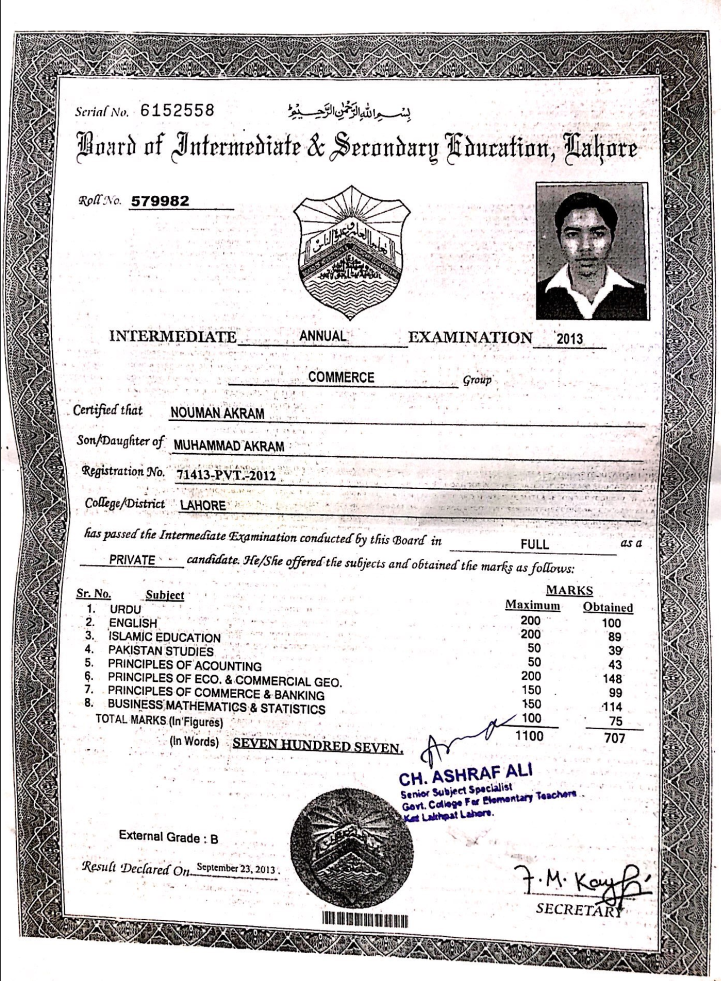 Serial No. 6152558
بسم الله الرحمن الرحيم
Board of Intermediate & Secondary Education, Lahore
Roll No. 579982
INTERMEDIATE ANNUAL EXAMINATION 2013
COMMERCE Group
Certified that NOUMAN AKRAM
Son/Daughter of MUHAMMAD AKRAM
Registration No. 71413-PVT.-2012
College/District LAHORE
has passed the Intermediate Examination conducted by this Board in FULL as a
PRIVATE candidate. He/She offered the subjects and obtained the marks as follows:
MARKS
Sr. No. Subject Maximum Obtained
1. URDU 200 100
2. ENGLISH 200 89
3. ISLAMIC EDUCATION 50 39
4. PAKISTAN STUDIES 50 43
5. PRINCIPLES OF ACOUNTING 200 148
6. PRINCIPLES OF ECO. & COMMERCIAL GEO. 150 99
7. PRINCIPLES OF COMMERCE & BANKING 150 114
8. BUSINESS MATHEMATICS & STATISTICS 100 75
TOTAL MARKS (In Figures) 1100 707
(In Words) SEVEN HUNDRED SEVEN.
CH. ASHRAF ALI
Senior Subject Specialist
Govt. College For Elementary Teachers
Kot Lakhpat Lahore.
External Grade : B
Result Declared On September 23, 2013.
SECRETARY